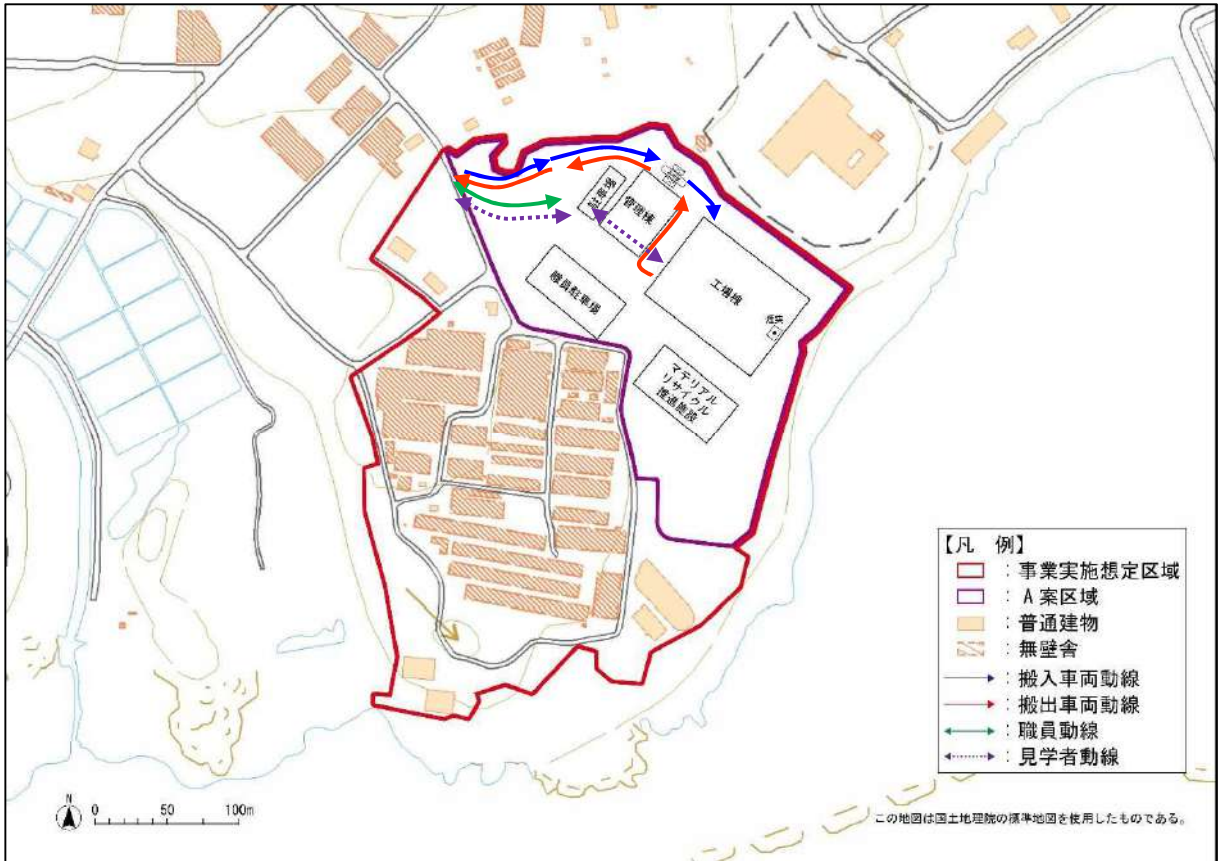 管理棟
工場棟
煙突
職員駐車場
マテリアル
リサイクル
推進施設
【凡 例】
：事業実施想定区域
：A案区域
：普通建物
：無壁舎
：搬入車両動線
：搬出車両動線
：職員動線
：見学者動線
N
0 50 100m
この地図は国土地理院の標準地図を使用したものである。